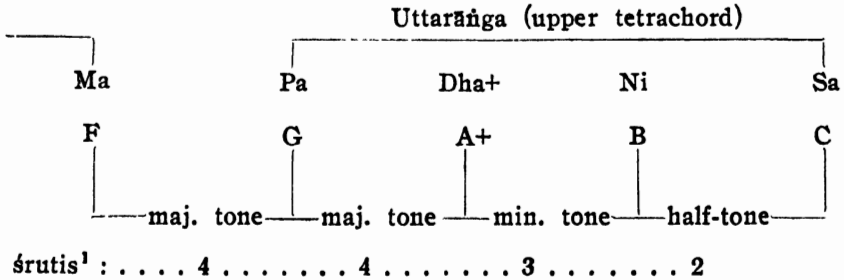 Uttarāṅga (upper tetrachord)
Ma Pa Dha+ Ni Sa
F G A+ B C
maj. tone maj. tone min. tone half-tone
śrutis¹ : . . . . 4 . . . . . . . 4 . . . . . . . 3 . . . . . . . 2